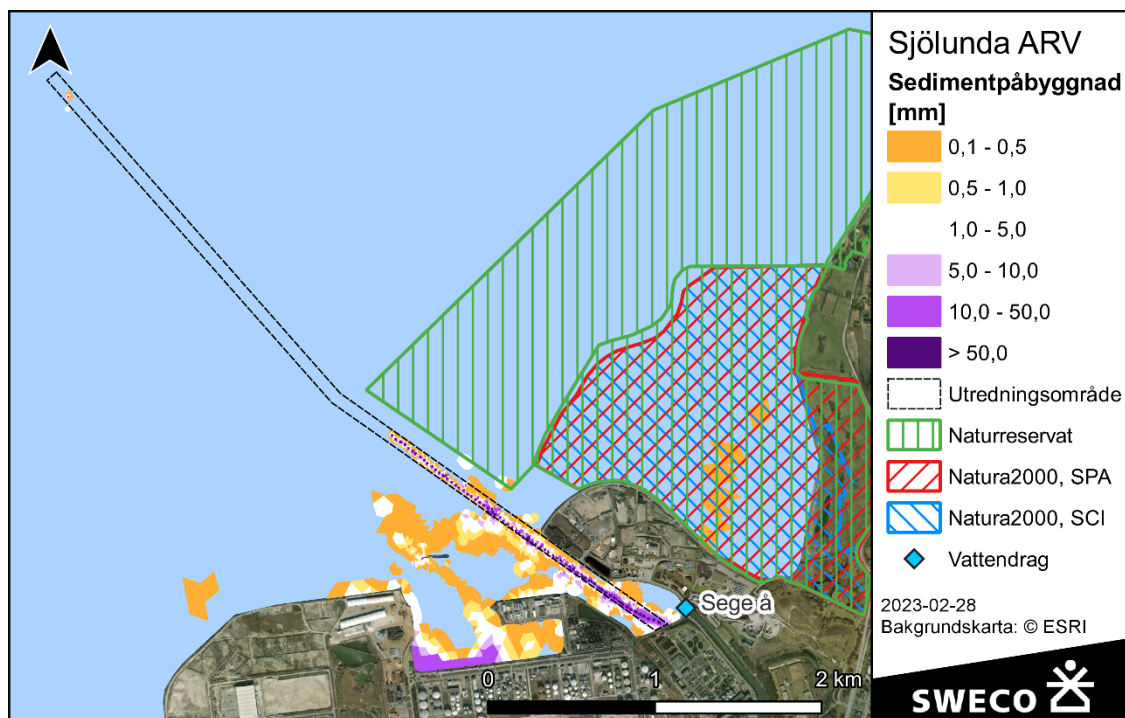 Sjölunda ARV
Sedimentpåbyggnad
[mm]
0,1 - 0,5
0,5 - 1,0
1,0 - 5,0
5,0 - 10,0
10,0 - 50,0
> 50,0
Utredningsområde
Naturreservat
Natura2000, SPA
Natura2000, SCI
Vattendrag
Sege å
2023-02-28
Bakgrundskarta: © ESRI
0 1 2 km
SWECO